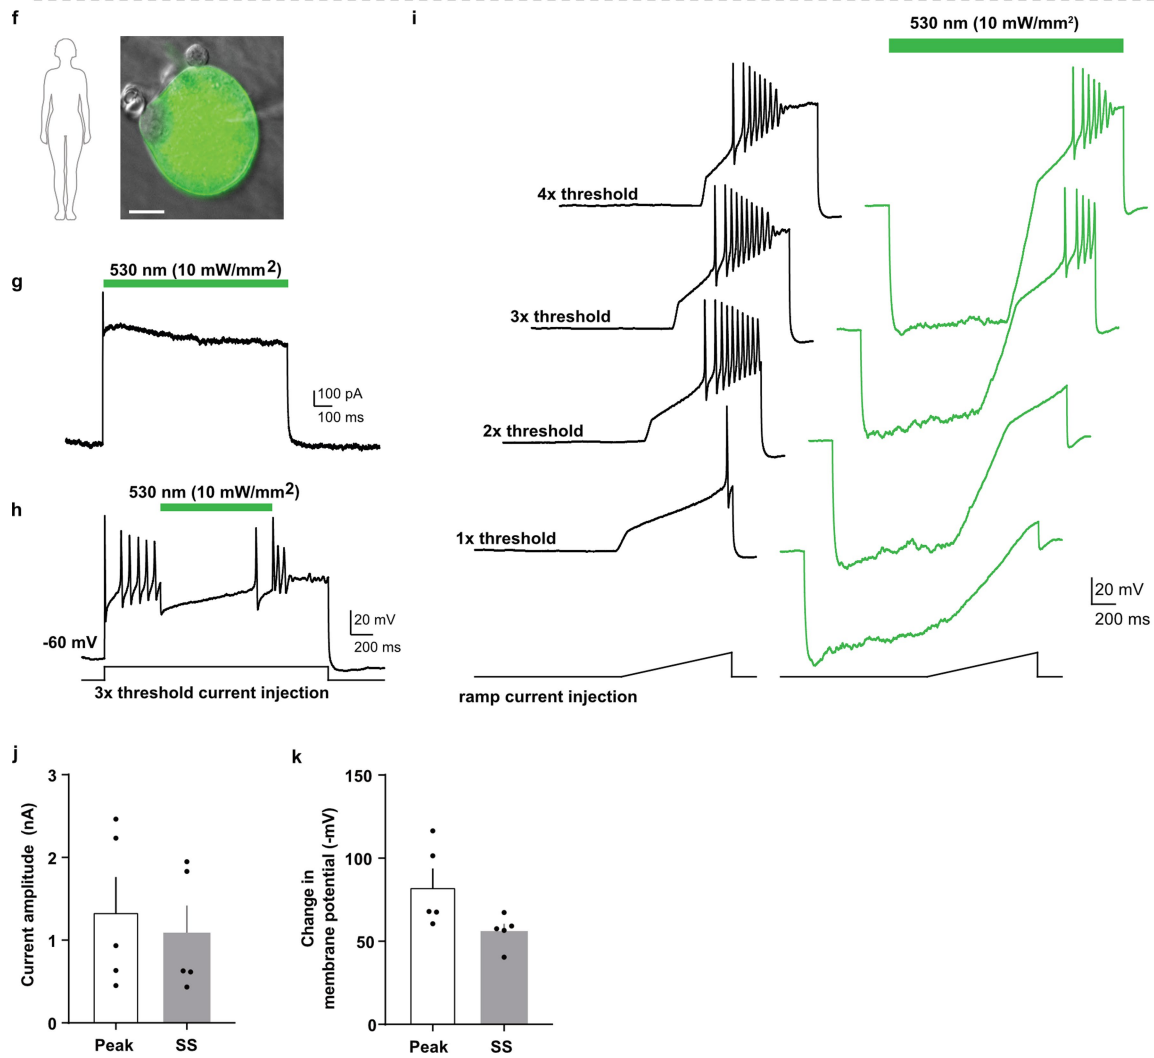 f
g
530 nm (10 mW/mm2)
100 pA
100 ms
h
530 nm (10 mW/mm2)
-60 mV
20 mV
200 ms
3x threshold current injection
i
530 nm (10 mW/mm2)
4x threshold
3x threshold
2x threshold
1x threshold
20 mV
200 ms
ramp current injection
j
Current amplitude (nA)
3
2
1
0
Peak
SS
k
Change in
membrane potential (-mV)
150
100
50
0
Peak
SS